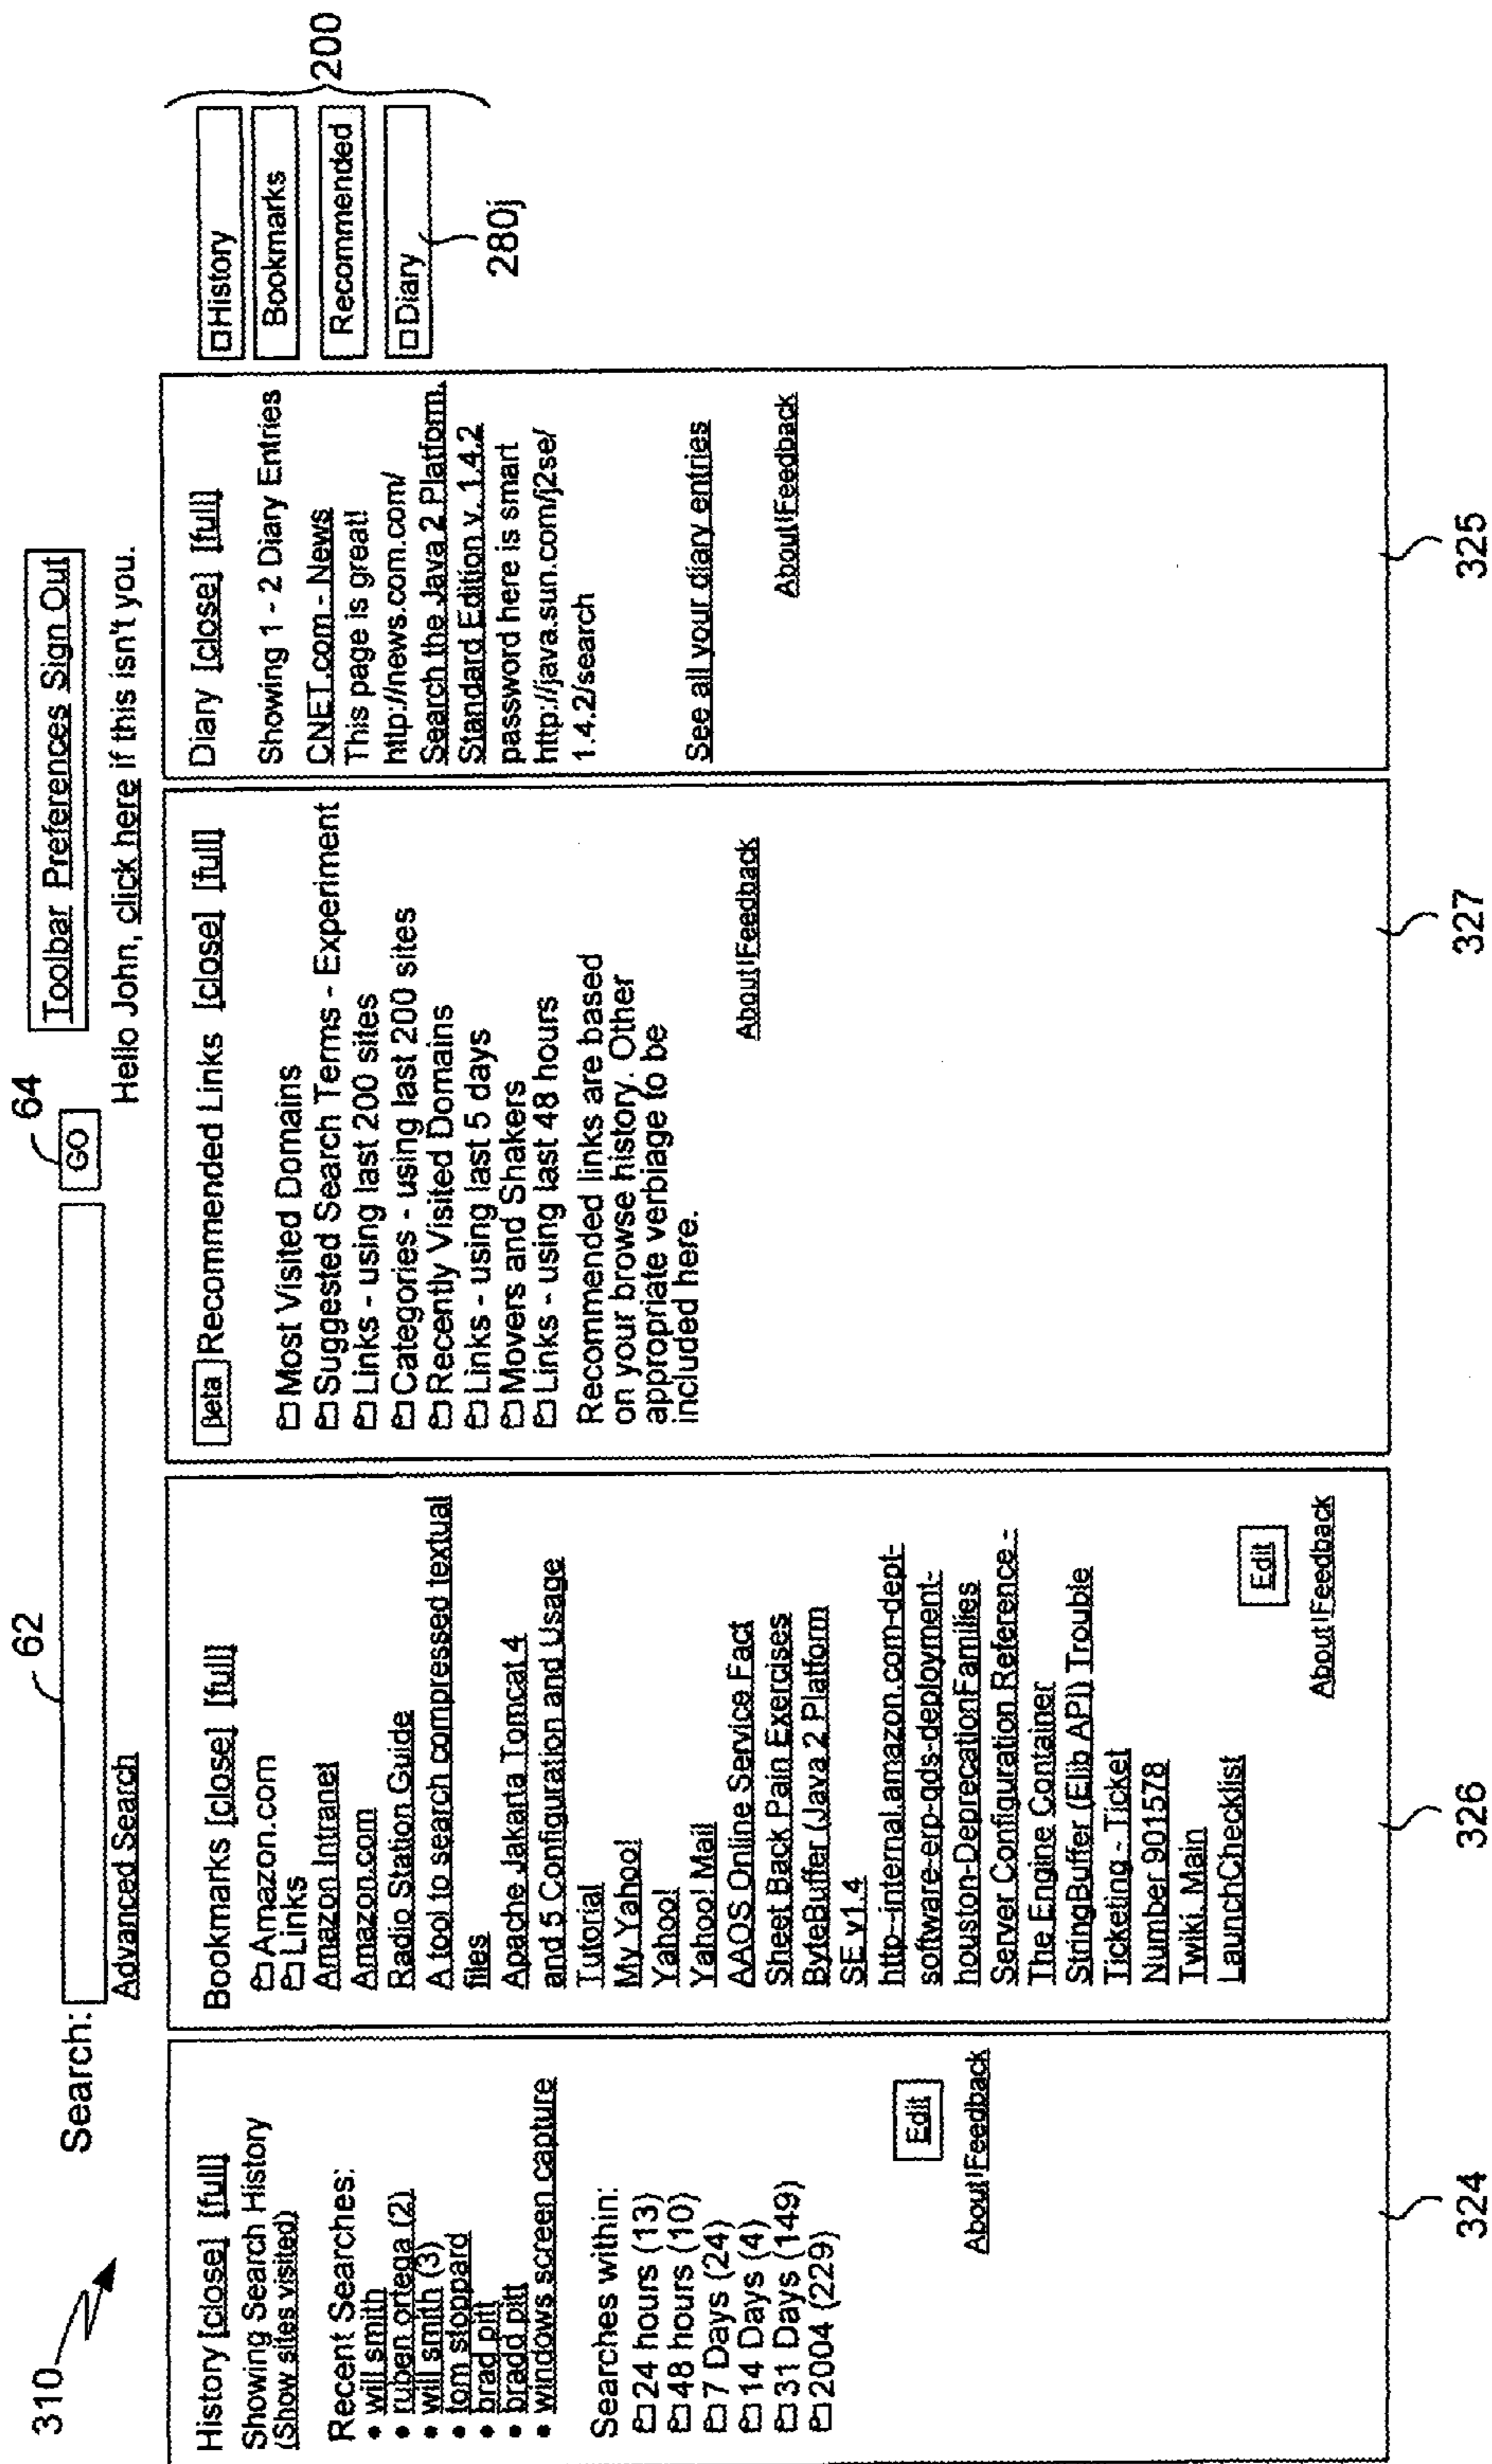 310
Search:
62
GO
64
Toolbar Preferences Sign Out
Advanced Search
Hello John, click here if this isn't you.
History [close] [full]
Showing Search History
(Show sites visited)
Recent Searches:
• will smith
• ruben ortega (2)
• will smith (3)
• tom stoppard
• brad pitt
• bradd pitt
• windows screen capture
Searches within:
24 hours (13)
48 hours (10)
7 Days (24)
14 Days (4)
31 Days (149)
2004 (229)
Edit
About!Feedback
324
Bookmarks [close] [full]
Amazon.com
Links
Amazon Intranet
Amazon.com
Radio Station Guide
A tool to search compressed textual
files
Apache Jakarta Tomcat 4
and 5 Configuration and Usage
Tutorial
My Yahoo!
Yahoo!
Yahoo! Mail
AAOS Online Service Fact
Sheet Back Pain Exercises
ByteBuffer (Java 2 Platform
SE v1.4
http--internal.amazon.com-dept-
software-erp-qds-deployment-
houston-DeprecationFamilies
Server Configuration Reference -
The Engine Container
StringBuffer (Elib API) Trouble
Ticketing - Ticket
Number 901578
Twiki. Main
LaunchChecklist
Edit
About!Feedback
326
Beta Recommended Links [close] [full]
Most Visited Domains
Suggested Search Terms - Experiment
Links - using last 200 sites
Categories - using last 200 sites
Recently Visited Domains
Links - using last 5 days
Movers and Shakers
Links - using last 48 hours
Recommended links are based
on your browse history. Other
appropriate verbiage to be
included here.
About!Feedback
327
Diary [close] [full]
Showing 1 - 2 Diary Entries
CNET.com - News
This page is great!
http://news.com.com/
Search the Java 2 Platform,
Standard Edition v. 1.4.2
password here is smart
http://java.sun.com/j2se/
1.4.2/search
See all your diary entries
About!Feedback
325
History
Bookmarks
Recommended
Diary
200
280j